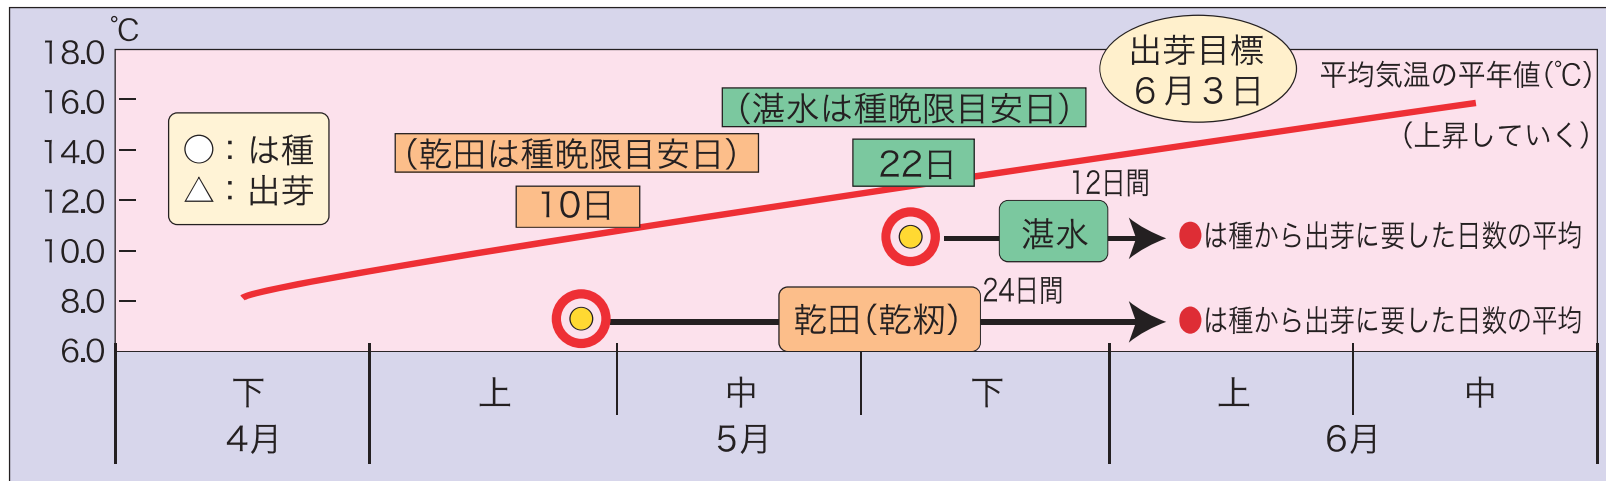 ℃
18.0
16.0
14.0
12.0
10.0
8.0
6.0
○：は種
△：出芽
(乾田は種晩限目安日)
10日
(湛水は種晩限目安日)
22日
出芽目標
6月3日
平均気温の平年値(℃)
(上昇していく)
12日間
湛水
●は種から出芽に要した日数の平均
24日間
乾田(乾籾)
●は種から出芽に要した日数の平均
下 上 中 下 上 中
4月 5月 6月